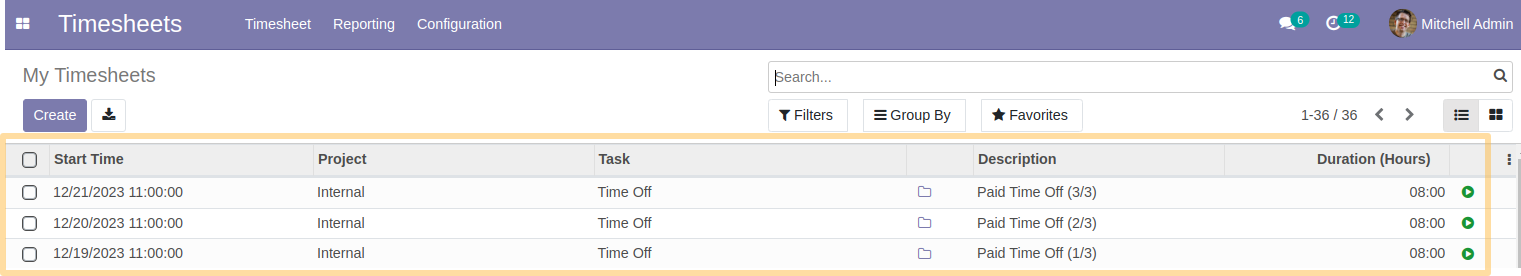 Timesheets Timesheet Reporting Configuration 6 12 Mitchell Admin
My Timesheets Search...
Create Filters Group By Favorites 1-36 / 36
Start Time Project Task Description Duration (Hours)
12/21/2023 11:00:00 Internal Time Off Paid Time Off (3/3) 08:00
12/20/2023 11:00:00 Internal Time Off Paid Time Off (2/3) 08:00
12/19/2023 11:00:00 Internal Time Off Paid Time Off (1/3) 08:00